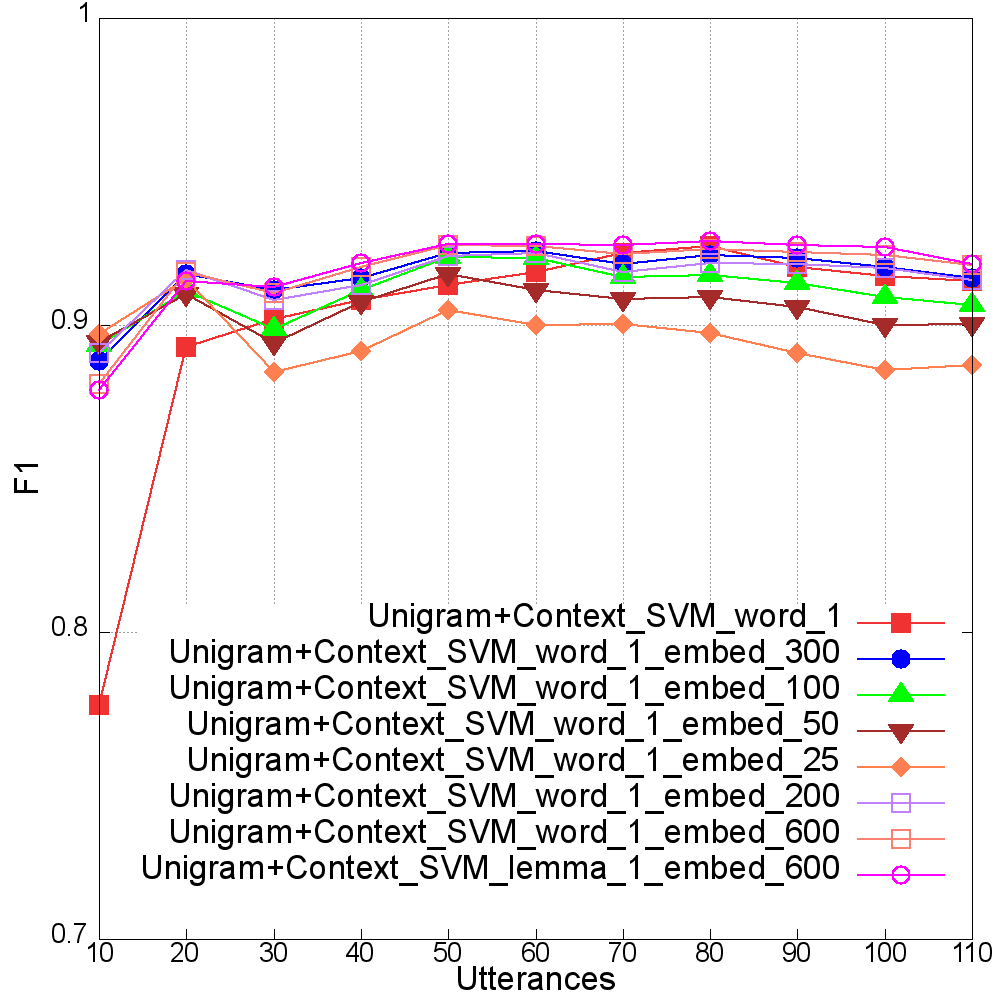 1
0.9
0.8
0.7
F1
Unigram+Context_SVM_word_1
Unigram+Context_SVM_word_1_embed_300
Unigram+Context_SVM_word_1_embed_100
Unigram+Context_SVM_word_1_embed_50
Unigram+Context_SVM_word_1_embed_25
Unigram+Context_SVM_word_1_embed_200
Unigram+Context_SVM_word_1_embed_600
Unigram+Context_SVM_lemma_1_embed_600
10 20 30 40 50 60 70 80 90 100 110
Utterances